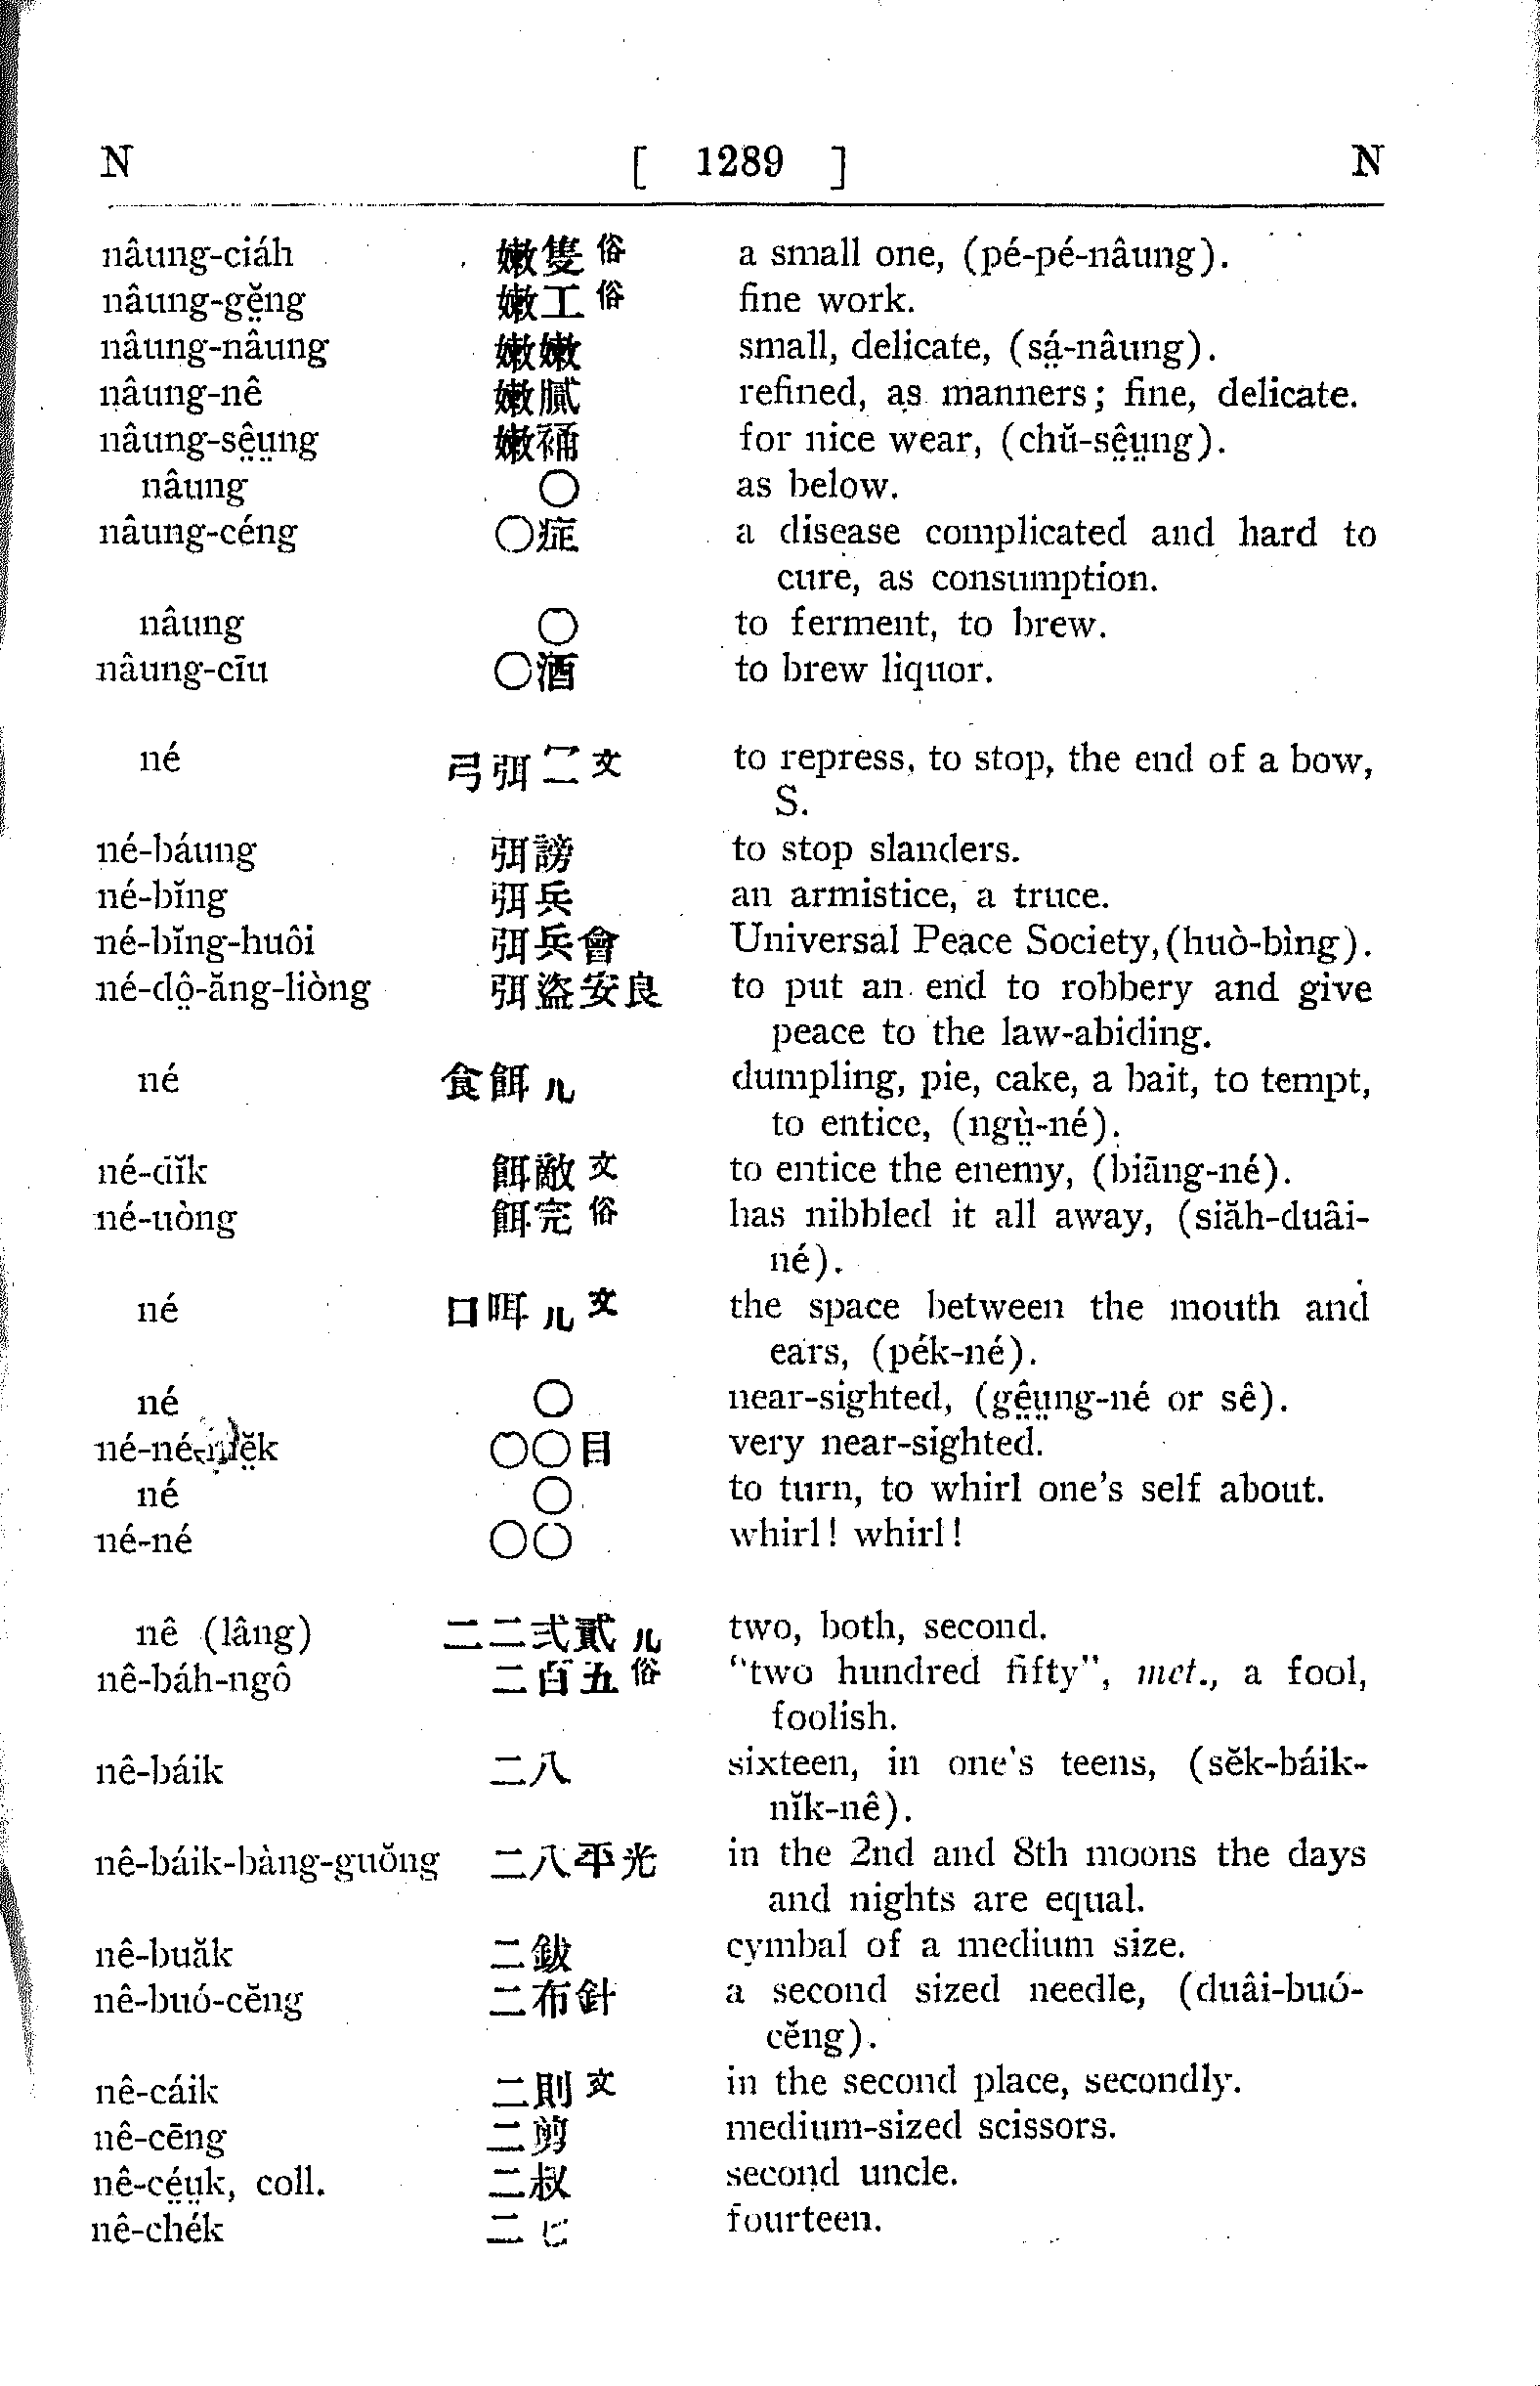 N [ 1289 ] N
nâung-ciáh 嫩隻俗 a small one, (pé-pé-nâung).
nâung-gĕ̤ng 嫩工俗 fine work.
nâung-nâung 嫩嫩 small, delicate, (sá̤-nâung).
nâung-nê 嫩膩 refined, as manners; fine, delicate.
nâung-sê̤ṳng 嫩 for nice wear, (chŭ-sê̤ṳng).
nâung ○ as below.
nâung-céng ○症 a disease complicated and hard to
cure, as consumption.
nâung ○ to ferment, to brew.
nâung-cīu ○酒 to brew liquor.
né 弓弭二文 to repress, to stop, the end of a bow,
S.
né-báung 弭謗 to stop slanders.
né-bĭng 弭兵 an armistice, a truce.
né-bĭng-huôi 弭兵會 Universal Peace Society, (huò-bìng).
né-dô̤-ăng-liòng 弭盜安良 to put an end to robbery and give
peace to the law-abiding.
né 食餌儿 dumpling, pie, cake, a bait, to tempt,
to entice, (ngṳ̀-né).
né-dĭk 餌敵文 to entice the enemy, (biāng-né).
né-uòng 餌完俗 has nibbled it all away, (siăh-duâi-
né).
né 口咡儿文 the space between the mouth and
ears, (pék-né).
né ○ near-sighted, (gê̤ṳng-né or sê).
○○目 very near-sighted.
né ○ to turn, to whirl one's self about.
né-né ○○ whirl! whirl!
nê (lâng) 二二弍貳儿 two, both, second.
nê-báh-ngô 二百五俗 "two hundred fifty", met., a fool,
foolish.
nê-báik 二八 sixteen, in one's teens, (sĕk-báik-
nĭk-nê).
nê-báik-bàng-guŏng 二八平光 in the 2nd and 8th moons the days
and nights are equal.
nê-buăk 二鈸 cymbal of a medium size.
nê-buó-cĕng 二布針 a second sized needle, (duâi-buó-
cĕng).
nê-cáik 二則文 in the second place, secondly.
nê-cēng 二剪 medium-sized scissors.
nê-cé̤ṳk, coll. 二叔 second uncle.
nê-chék 二七 fourteen.